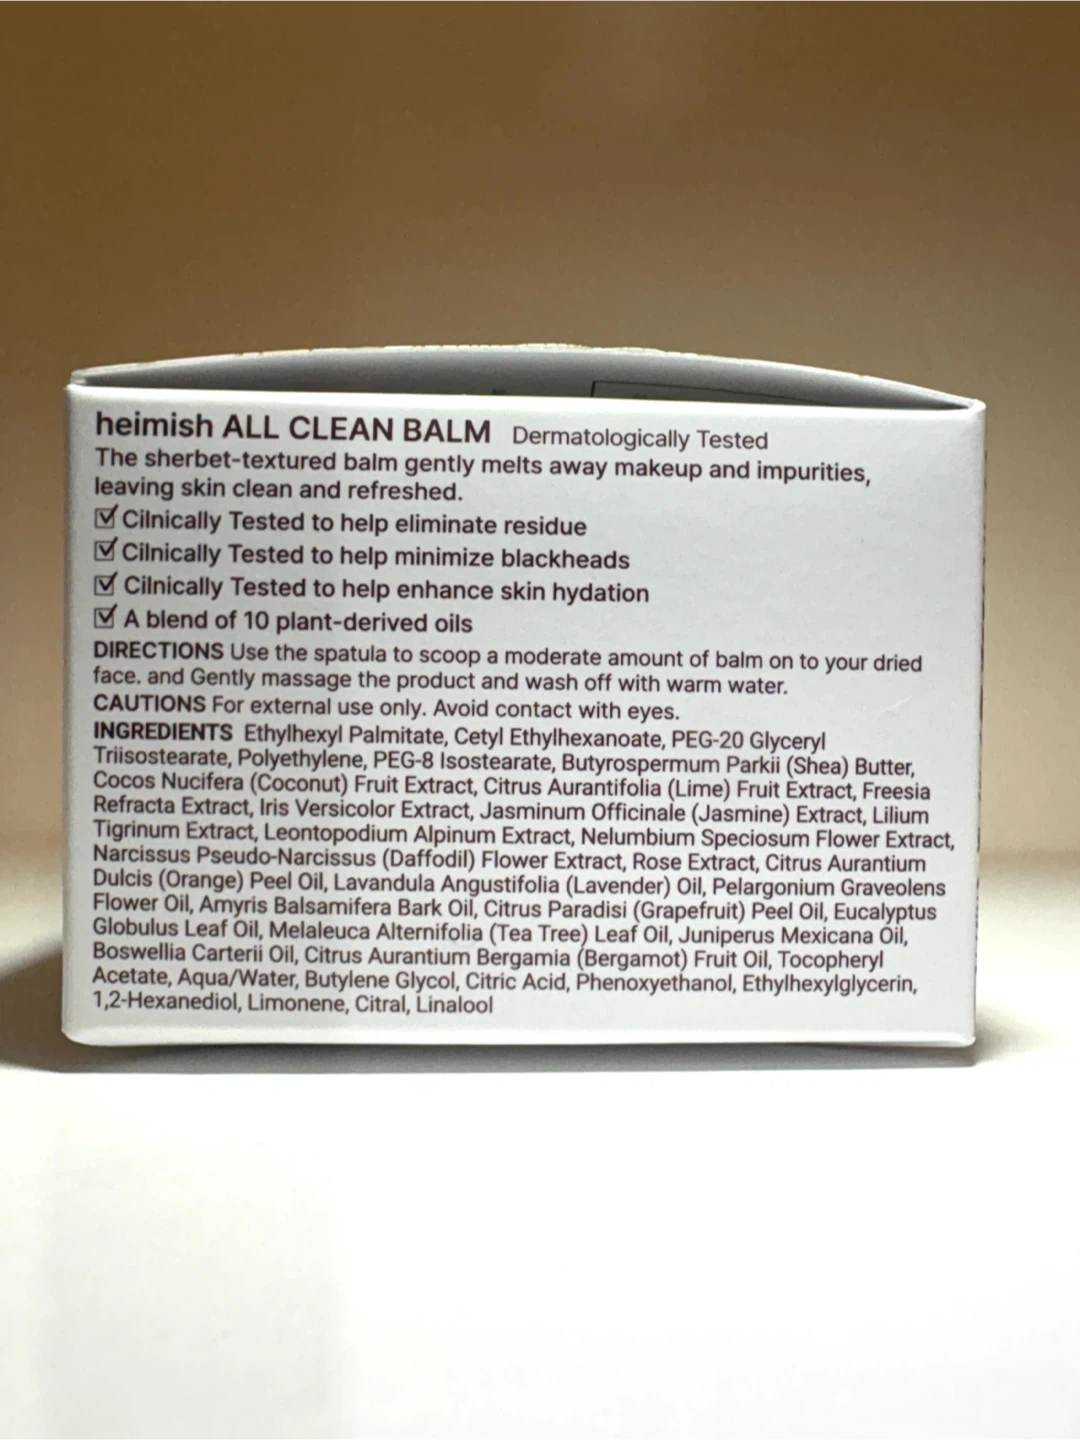 heimish ALL CLEAN BALM Dermatologically Tested
The sherbet-textured balm gently melts away makeup and impurities,
leaving skin clean and refreshed.
Cilnically Tested to help eliminate residue
Cilnically Tested to help minimize blackheads
Cilnically Tested to help enhance skin hydation
A blend of 10 plant-derived oils
DIRECTIONS Use the spatula to scoop a moderate amount of balm on to your dried
face. and Gently massage the product and wash off with warm water.
CAUTIONS For external use only. Avoid contact with eyes.
INGREDIENTS Ethylhexyl Palmitate, Cetyl Ethylhexanoate, PEG-20 Glyceryl
Triisostearate, Polyethylene, PEG-8 Isostearate, Butyrospermum Parkii (Shea) Butter,
Cocos Nucifera (Coconut) Fruit Extract, Citrus Aurantifolia (Lime) Fruit Extract, Freesia
Refracta Extract, Iris Versicolor Extract, Jasminum Officinale (Jasmine) Extract, Lilium
Tigrinum Extract, Leontopodium Alpinum Extract, Nelumbium Speciosum Flower Extract,
Narcissus Pseudo-Narcissus (Daffodil) Flower Extract, Rose Extract, Citrus Aurantium
Dulcis (Orange) Peel Oil, Lavandula Angustifolia (Lavender) Oil, Pelargonium Graveolens
Flower Oil, Amyris Balsamifera Bark Oil, Citrus Paradisi (Grapefruit) Peel Oil, Eucalyptus
Globulus Leaf Oil, Melaleuca Alternifolia (Tea Tree) Leaf Oil, Juniperus Mexicana Oil,
Boswellia Carterii Oil, Citrus Aurantium Bergamia (Bergamot) Fruit Oil, Tocopheryl
Acetate, Aqua/Water, Butylene Glycol, Citric Acid, Phenoxyethanol, Ethylhexylglycerin,
1,2-Hexanediol, Limonene, Citral, Linalool